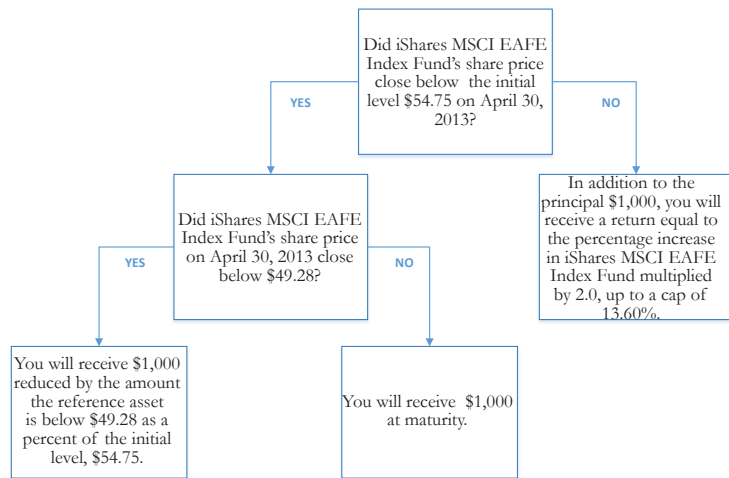 Did iShares MSCI EAFE
Index Fund's share price
close below the initial
level $54.75 on April 30,
2013?
YES
NO
Did iShares MSCI EAFE
Index Fund's share price
on April 30, 2013 close
below $49.28?
In addition to the
principal $1,000, you will
receive a return equal to
the percentage increase
in iShares MSCI EAFE
Index Fund multiplied
by 2.0, up to a cap of
13.60%.
YES
NO
You will receive $1,000
reduced by the amount
the reference asset
is below $49.28 as a
percent of the initial
level, $54.75.
You will receive $1,000
at maturity.